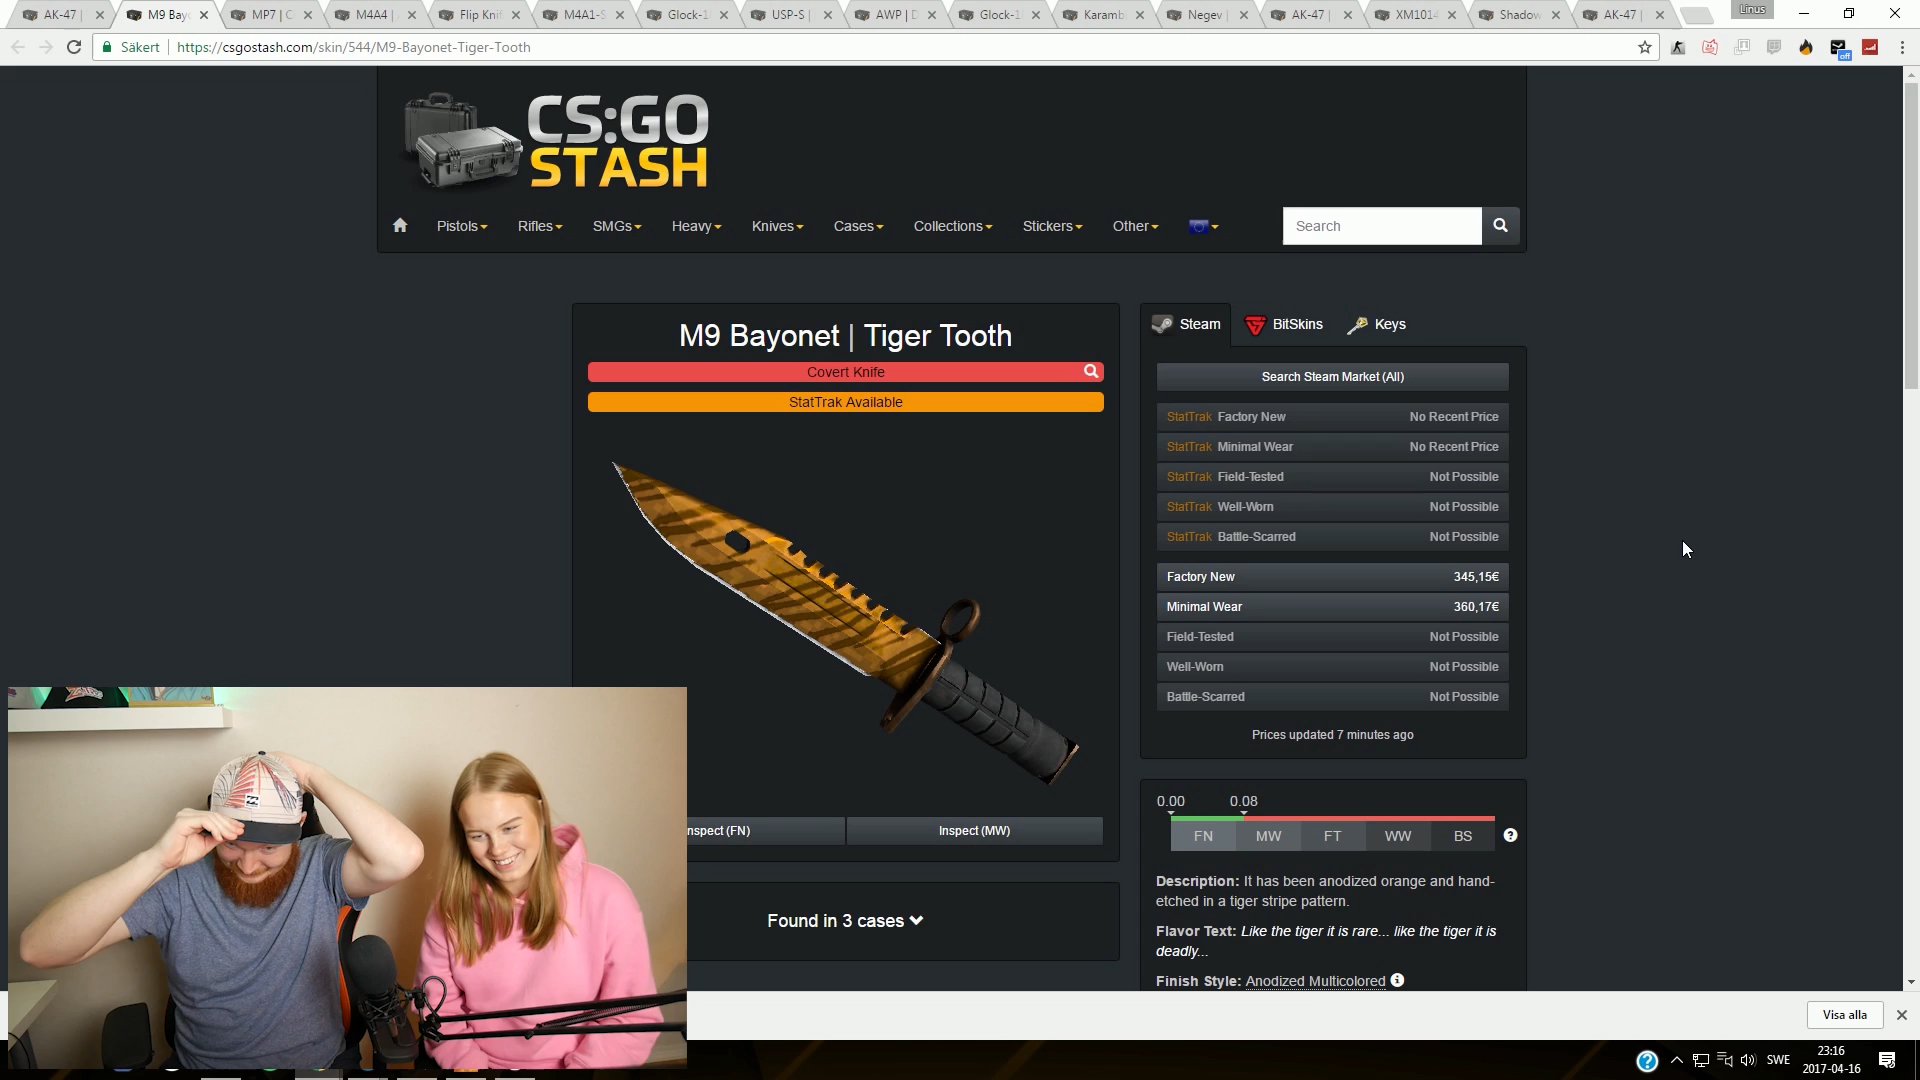 AK-47 |
M9 Bay
MP7 | C
M4A4 |
Flip Knif
M4A1-S
Glock-1
USP-S |
AWP | D
Glock-1
Karamb
Negev |
AK-47 |
XM1014
Shadow
AK-47 |
Linus
Säkert
https://csgostash.com/skin/544/M9-Bayonet-Tiger-Tooth
off
CS:GO
STASH
Pistols
Rifles
SMGs
Heavy
Knives
Cases
Collections
Stickers
Other
Search
M9 Bayonet | Tiger Tooth
Covert Knife
StatTrak Available
nspect (FN)
Inspect (MW)
Found in 3 cases
Steam
BitSkins
Keys
Search Steam Market (All)
StatTrak Factory New No Recent Price
StatTrak Minimal Wear No Recent Price
StatTrak Field-Tested Not Possible
StatTrak Well-Worn Not Possible
StatTrak Battle-Scarred Not Possible
Factory New 345,15€
Minimal Wear 360,17€
Field-Tested Not Possible
Well-Worn Not Possible
Battle-Scarred Not Possible
Prices updated 7 minutes ago
0.00 0.08
FN MW FT WW BS
Description: It has been anodized orange and hand-
etched in a tiger stripe pattern.
Flavor Text: Like the tiger it is rare... like the tiger it is
deadly...
Finish Style: Anodized Multicolored
Visa alla
SWE
23:16
2017-04-16